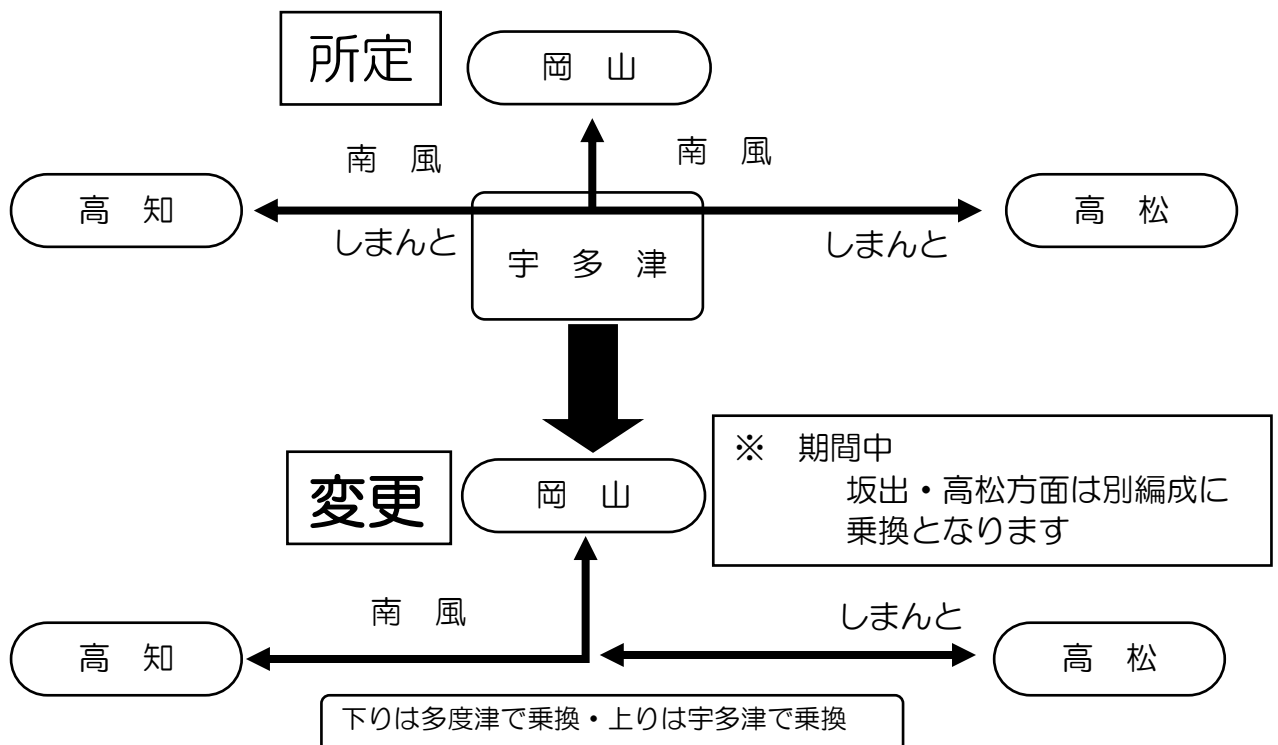 所定
岡　山
南　風
南　風
高　知
高　松
しまんと
しまんと
宇　多　津
変更
岡　山
※　期間中
坂出・高松方面は別編成に
乗換となります
南　風
しまんと
高　知
高　松
下りは多度津で乗換・上りは宇多津で乗換